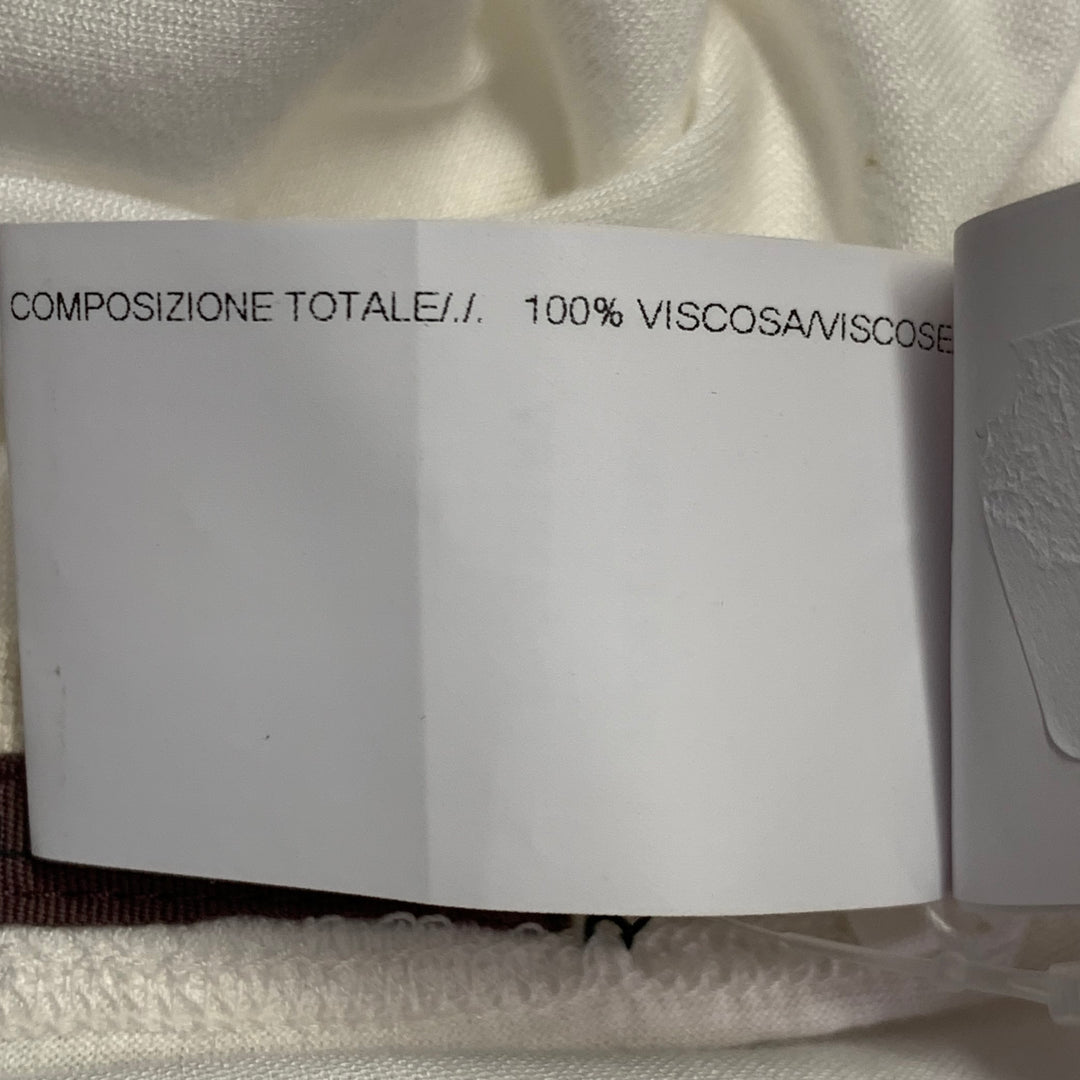 COMPOSIZIONE TOTALE/./. 100% VISCOSA/VISCOSE